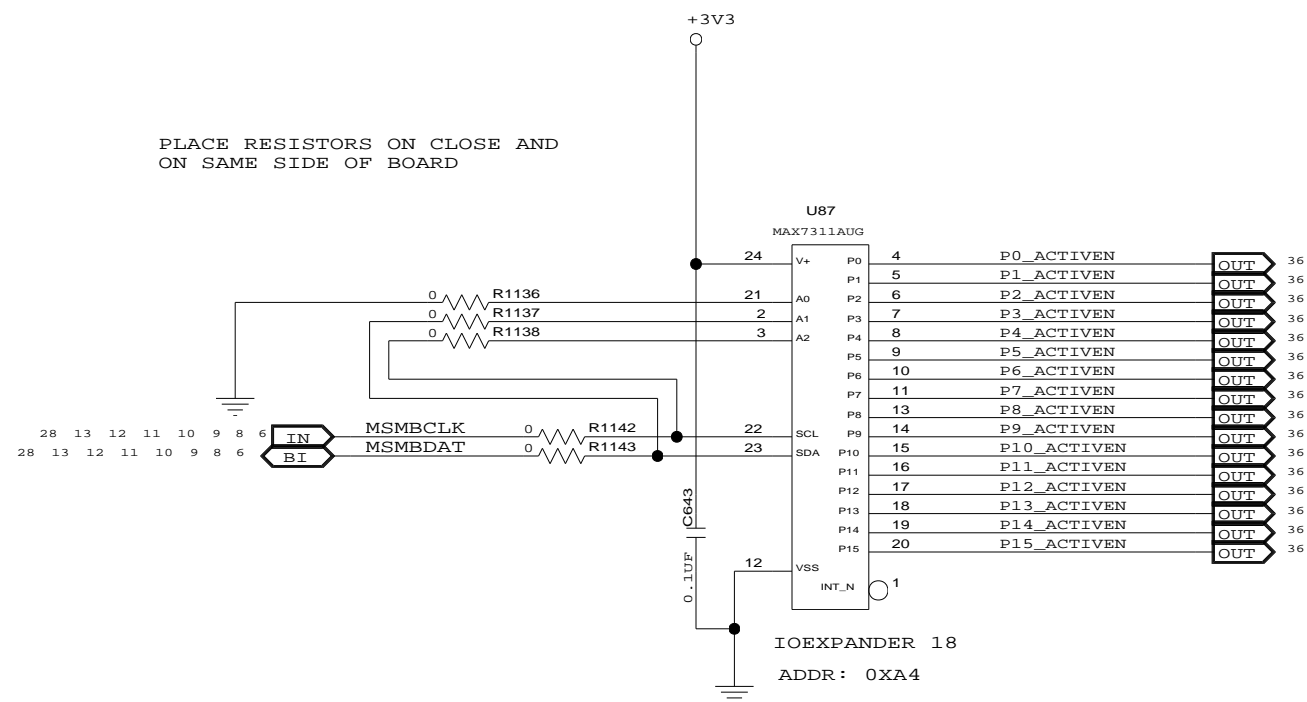 +3V3
PLACE RESISTORS ON CLOSE AND
ON SAME SIDE OF BOARD
U87
MAX7311AUG
24 V+ P0 4 P0_ACTIVEN OUT 36
P1 5 P1_ACTIVEN OUT 36
0 R1136 21 A0 P2 6 P2_ACTIVEN OUT 36
0 R1137 2 A1 P3 7 P3_ACTIVEN OUT 36
0 R1138 3 A2 P4 8 P4_ACTIVEN OUT 36
P5 9 P5_ACTIVEN OUT 36
P6 10 P6_ACTIVEN OUT 36
P7 11 P7_ACTIVEN OUT 36
P8 13 P8_ACTIVEN OUT 36
28 13 12 11 10 9 8 6 IN MSMBCLK 0 R1142 22 SCL P9 14 P9_ACTIVEN OUT 36
28 13 12 11 10 9 8 6 BI MSMBDAT 0 R1143 23 SDA P10 15 P10_ACTIVEN OUT 36
P11 16 P11_ACTIVEN OUT 36
P12 17 P12_ACTIVEN OUT 36
C643 P13 18 P13_ACTIVEN OUT 36
P14 19 P14_ACTIVEN OUT 36
P15 20 P15_ACTIVEN OUT 36
0.1UF 12 VSS
INT_N 1
IOEXPANDER 18
ADDR: 0XA4